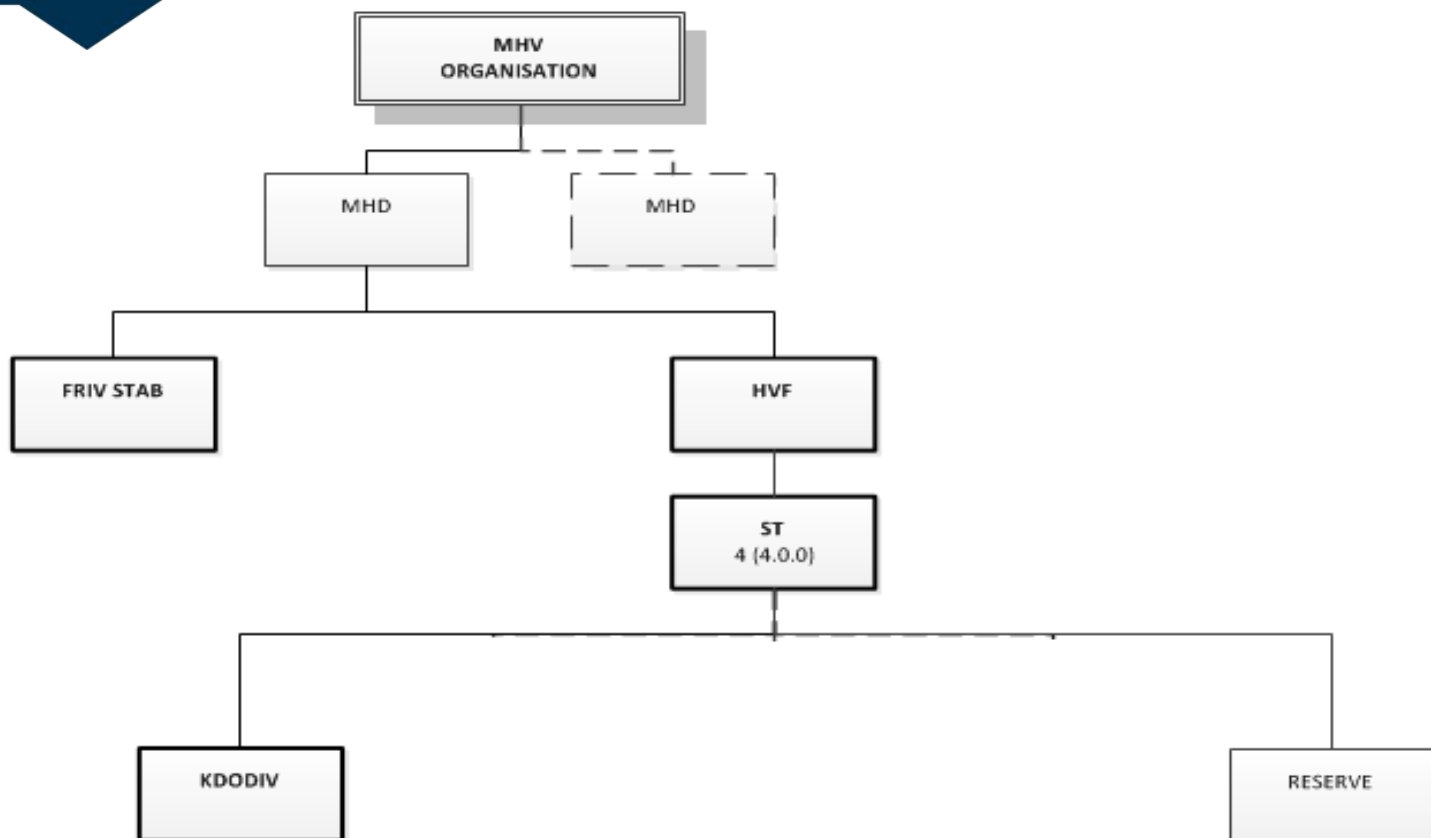 MHV
ORGANISATION
MHD
MHD
FRIV STAB
HVF
ST
4 (4.0.0)
KDODIV
RESERVE